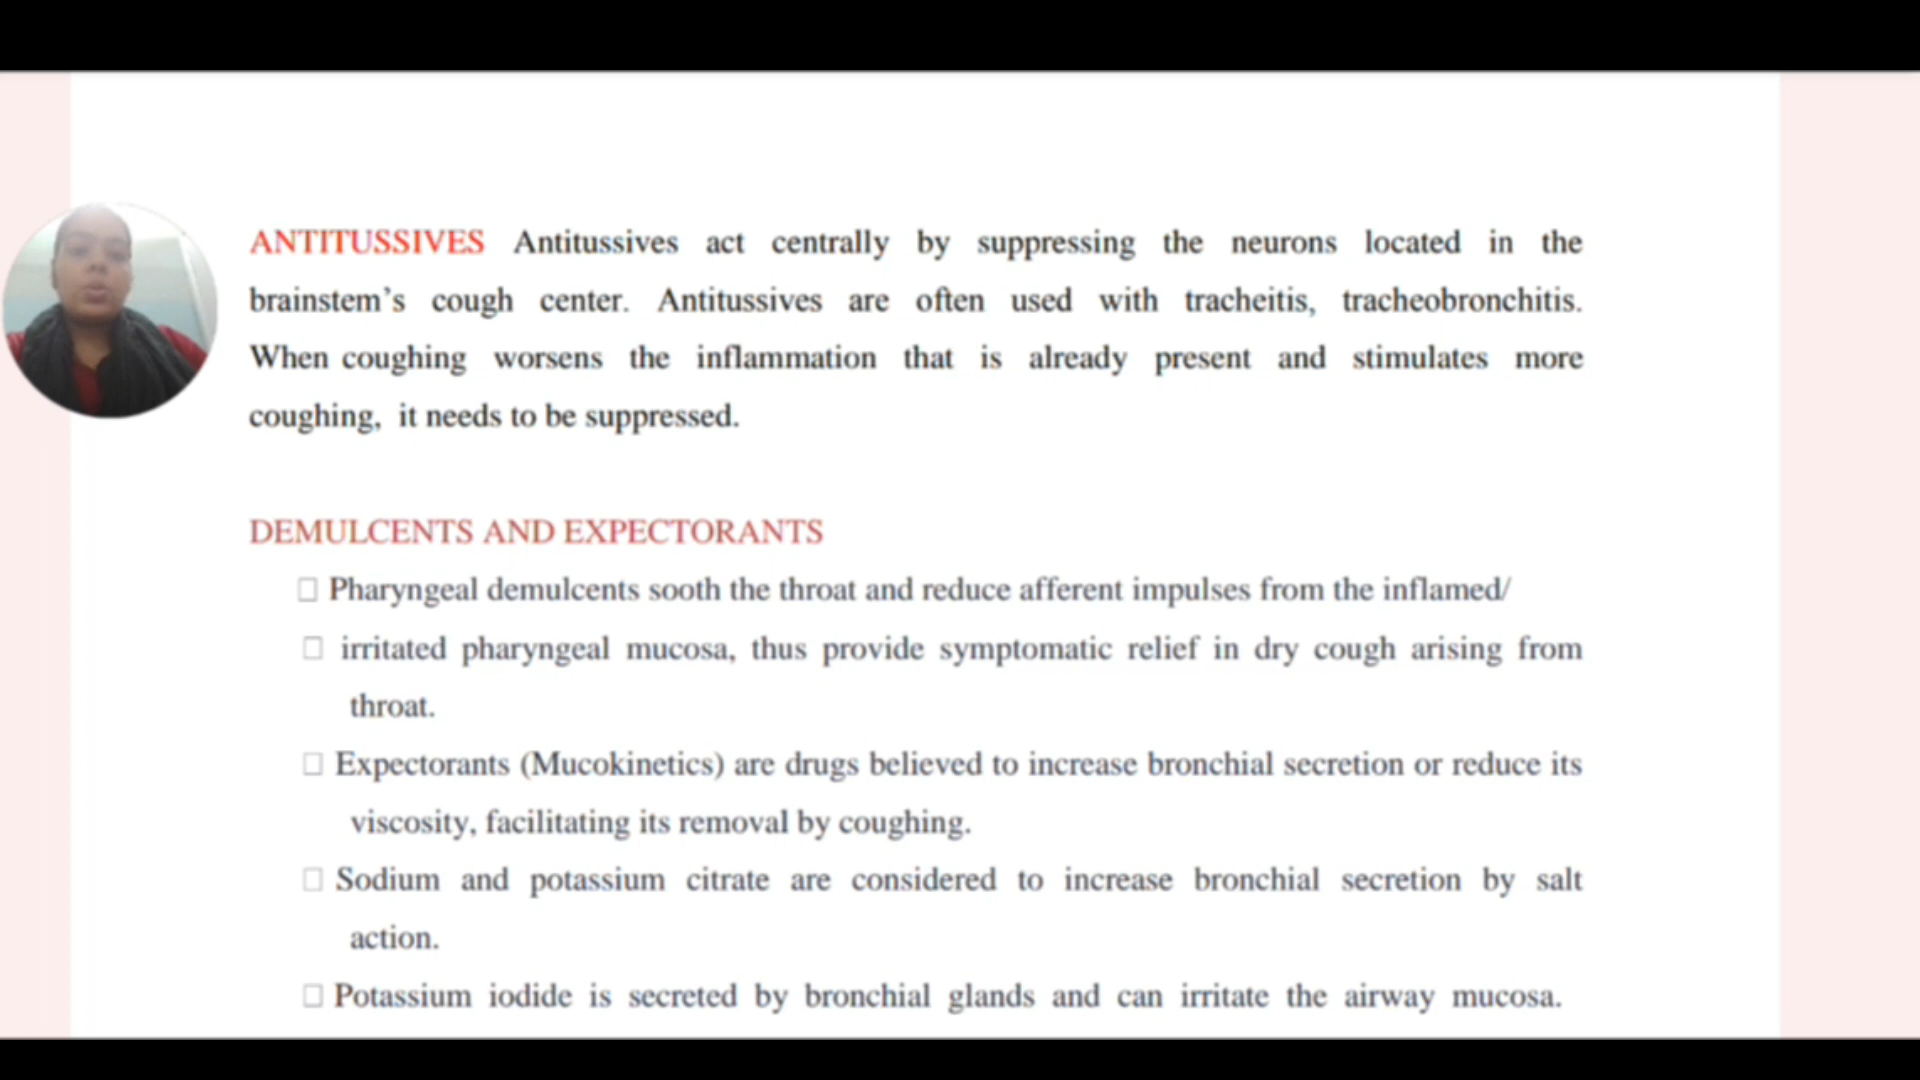 ANTITUSSIVES Antitussives act centrally by suppressing the neurons located in the
brainstem’s cough center. Antitussives are often used with tracheitis, tracheobronchitis.
When coughing worsens the inflammation that is already present and stimulates more
coughing, it needs to be suppressed.
DEMULCENTS AND EXPECTORANTS
Pharyngeal demulcents sooth the throat and reduce afferent impulses from the inflamed/
irritated pharyngeal mucosa, thus provide symptomatic relief in dry cough arising from
throat.
Expectorants (Mucokinetics) are drugs believed to increase bronchial secretion or reduce its
viscosity, facilitating its removal by coughing.
Sodium and potassium citrate are considered to increase bronchial secretion by salt
action.
Potassium iodide is secreted by bronchial glands and can irritate the airway mucosa.